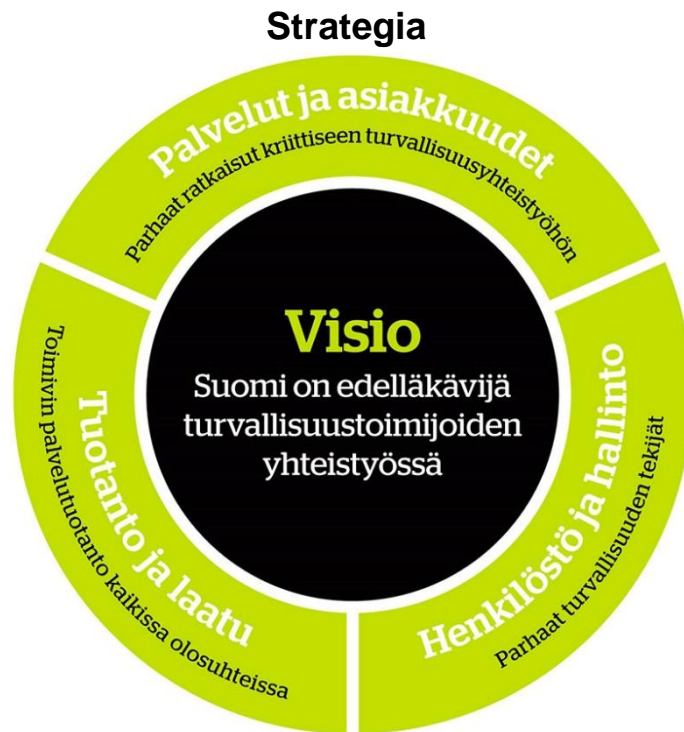 Strategia
Palvelut ja asiakkuudet
Parhaat ratkaisut kriittiseen turvallisuusyhteistyöhön
Visio
Suomi on edelläkävijä
turvallisuustoimijoiden
yhteistyössä
Tuotanto ja laatu
Toimivin palvelutuotanto kaikissa olosuhteissa
Henkilöstö ja hallinto
Parhaat turvallisuuden tekijät